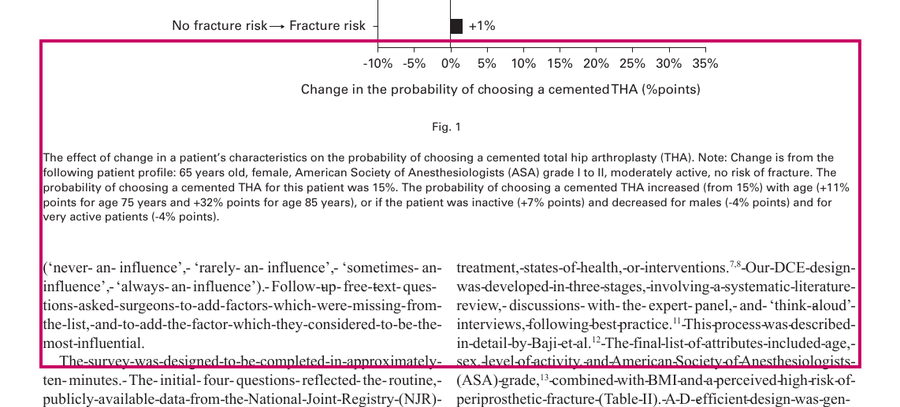 No fracture risk → Fracture risk
+1%
-10% -5% 0% 5% 10% 15% 20% 25% 30% 35%
Change in the probability of choosing a cemented THA (%points)
Fig. 1
The effect of change in a patient's characteristics on the probability of choosing a cemented total hip arthroplasty (THA). Note: Change is from the
following patient profile: 65 years old, female, American Society of Anesthesiologists (ASA) grade I to II, moderately active, no risk of fracture. The
probability of choosing a cemented THA for this patient was 15%. The probability of choosing a cemented THA increased (from 15%) with age (+11%
points for age 75 years and +32% points for age 85 years), or if the patient was inactive (+7% points) and decreased for males (-4% points) and for
very active patients (-4% points).
('never- an- influence',- 'rarely- an- influence',- 'sometimes- an-
influence',- 'always- an- influence').- Follow-up- free-text- ques-
tions-asked-surgeons-to-add-factors-which-were-missing-from-
the-list,-and-to-add-the-factor-which-they-considered-to-be-the-
most-influential.
The-survey-was-designed-to-be-completed-in-approximately-
ten- minutes.- The- initial- four- questions- reflected- the- routine,-
publicly-available-data-from-the-National-Joint-Registry-(NJR)-
treatment,-states-of-health,-or-interventions.7,8-Our-DCE-design-
was-developed-in-three-stages,-involving-a-systematic-literature-
review,- discussions- with- the- expert- panel,- and- 'think-aloud'-
interviews,-following-best-practice.11-This-process-was-described-
in-detail-by-Baji-et-al.12-The-final-list-of-attributes-included-age,-
sex,-level-of-activity-and-American-Society-of-Anesthesiologists-
(ASA)-grade,13-combined-with-BMI-and-a-perceived-high-risk-of-
periprosthetic-fracture-(Table-II).-A-D-efficient-design-was-gen-